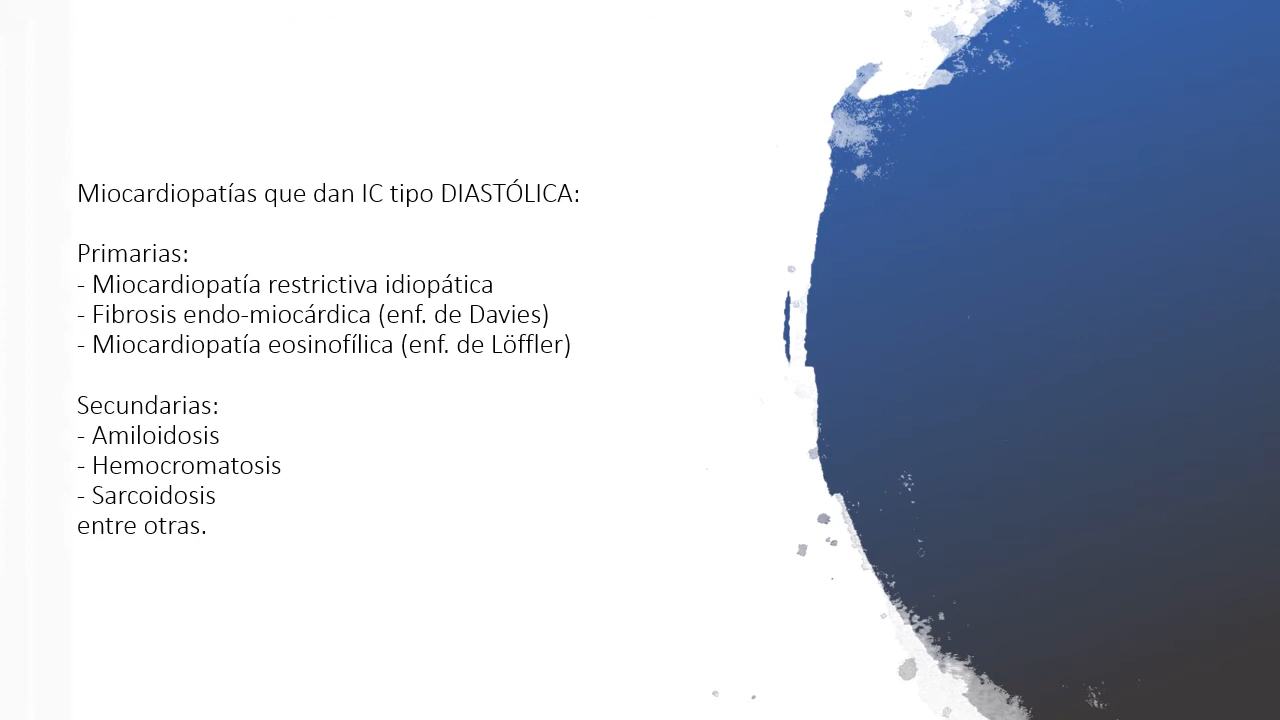 Miocardiopatías que dan IC tipo DIASTÓLICA:
Primarias:
- Miocardiopatía restrictiva idiopática
- Fibrosis endo-miocárdica (enf. de Davies)
- Miocardiopatía eosinofílica (enf. de Löffler)
Secundarias:
- Amiloidosis
- Hemocromatosis
- Sarcoidosis
entre otras.